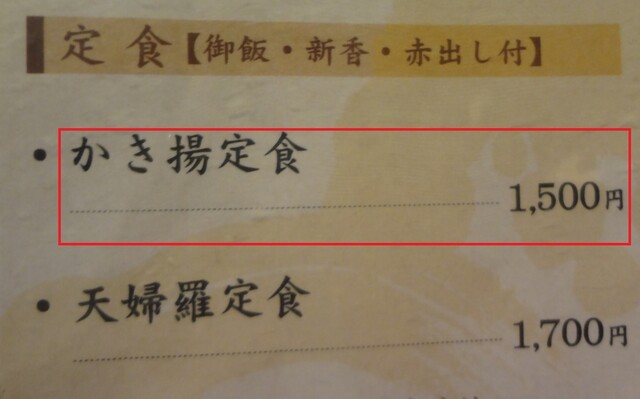 定食【御飯・新香・赤出し付】
・かき揚定食
1,500円
・天婦羅定食
1,700円